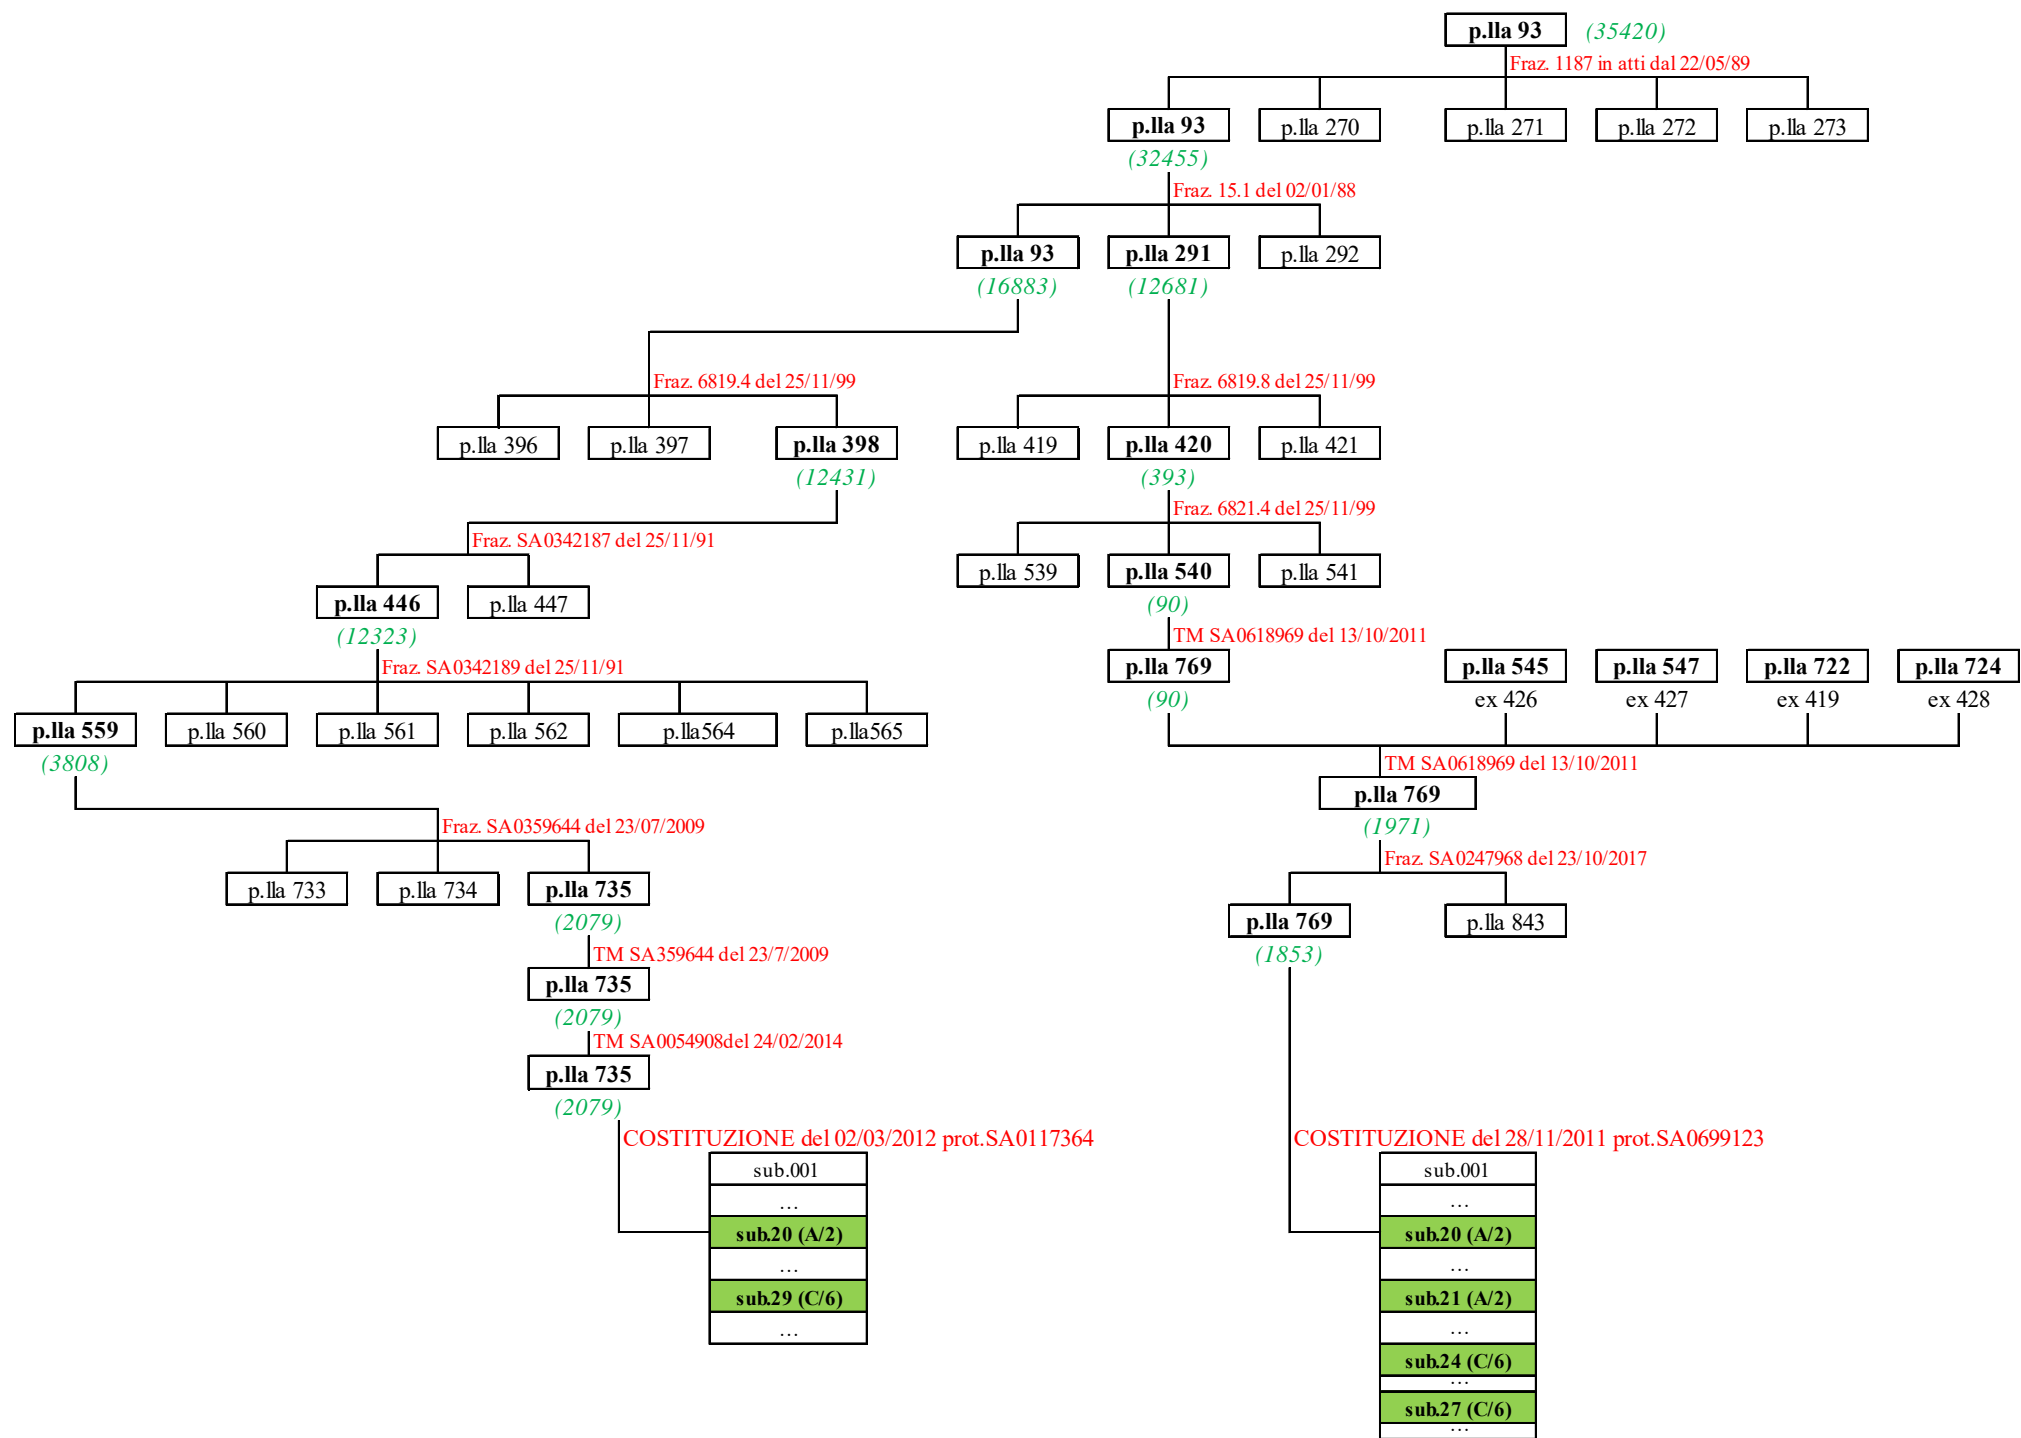 p.lla 93 (35420)
Fraz. 1187 in atti dal 22/05/89
p.lla 93 p.lla 270 p.lla 271 p.lla 272 p.lla 273
(32455)
Fraz. 15.1 del 02/01/88
p.lla 93 p.lla 291 p.lla 292
(16883) (12681)
Fraz. 6819.4 del 25/11/99 Fraz. 6819.8 del 25/11/99
p.lla 396 p.lla 397 p.lla 398 p.lla 419 p.lla 420 p.lla 421
(12431) (393)
Fraz. 6821.4 del 25/11/99
Fraz. SA0342187 del 25/11/91
p.lla 539 p.lla 540 p.lla 541
p.lla 446 p.lla 447
(90)
(12323) TM SA0618969 del 13/10/2011
Fraz. SA0342189 del 25/11/91 p.lla 769 p.lla 545 p.lla 547 p.lla 722 p.lla 724
(90) ex 426 ex 427 ex 419 ex 428
p.lla 559 p.lla 560 p.lla 561 p.lla 562 p.lla564 p.lla565
(3808) TM SA0618969 del 13/10/2011
p.lla 769
Fraz. SA0359644 del 23/07/2009 (1971)
Fraz. SA0247968 del 23/10/2017
p.lla 733 p.lla 734 p.lla 735
(2079) p.lla 769 p.lla 843
TM SA359644 del 23/7/2009 (1853)
p.lla 735
(2079)
TM SA0054908del 24/02/2014
p.lla 735
(2079)
COSTITUZIONE del 02/03/2012 prot.SA0117364 COSTITUZIONE del 28/11/2011 prot.SA0699123
sub.001 sub.001
... ...
sub.20 (A/2) sub.20 (A/2)
... ...
sub.29 (C/6) sub.21 (A/2)
... ...
sub.24 (C/6)
...
sub.27 (C/6)
...